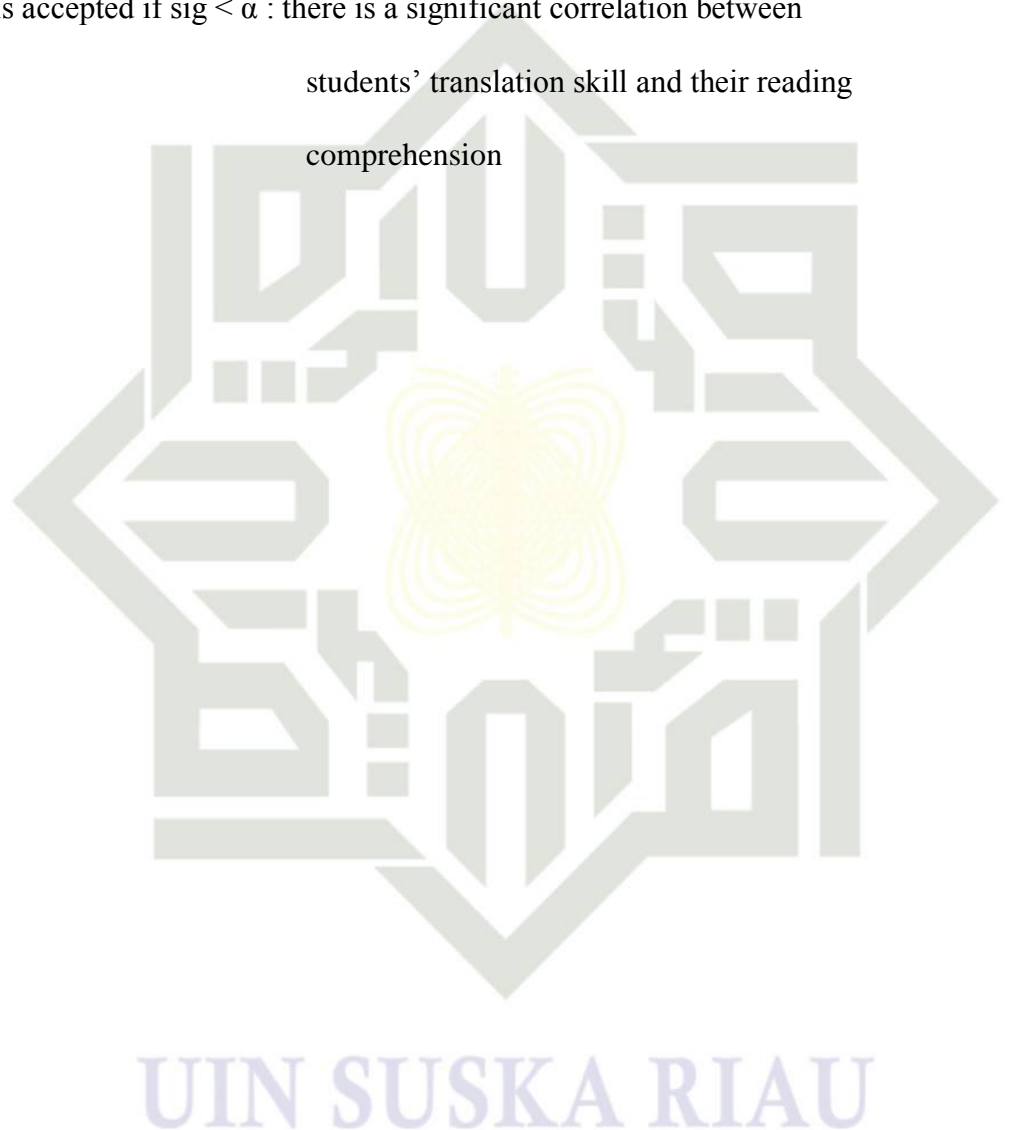 is accepted if sig < α : there is a significant correlation between
students’ translation skill and their reading
comprehension
UIN SUSKA RIAU